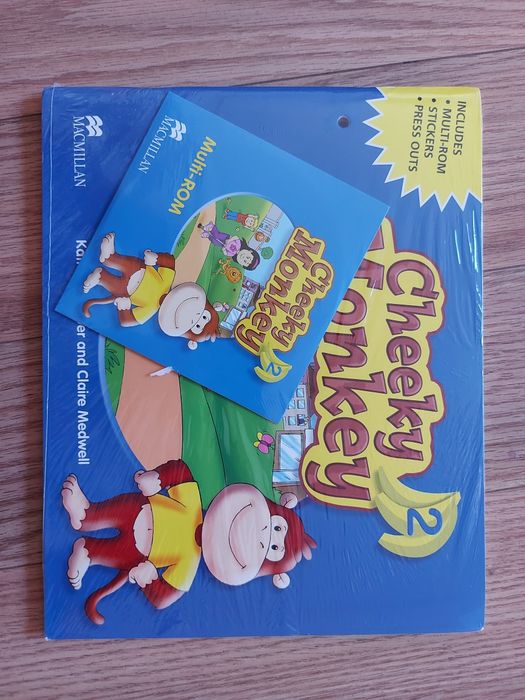 INCLUDES
• MULTI-ROM
• STICKERS
• PRESS OUTS
Cheeky
Monkey
2
MACMILLAN
and Claire Medwell
MACMILLAN
Multi-ROM
Cheeky
Monkey
2